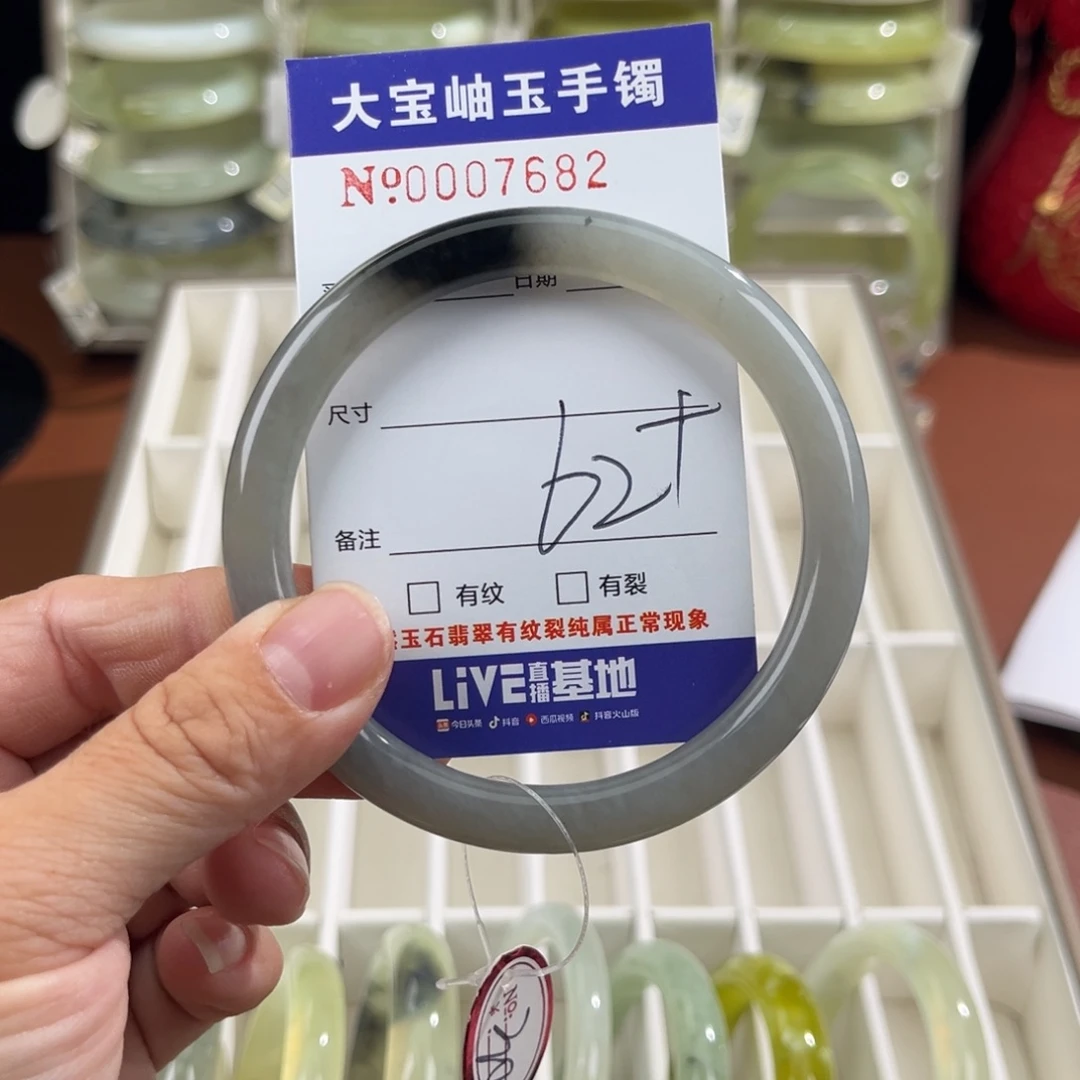 大宝岫玉手镯
№0007682
日期
尺寸
62+
备注
有纹 有裂
玉石翡翠有纹裂纯属正常现象
LiVE直播基地
今日头条 抖音 西瓜视频 抖音火山版
No: